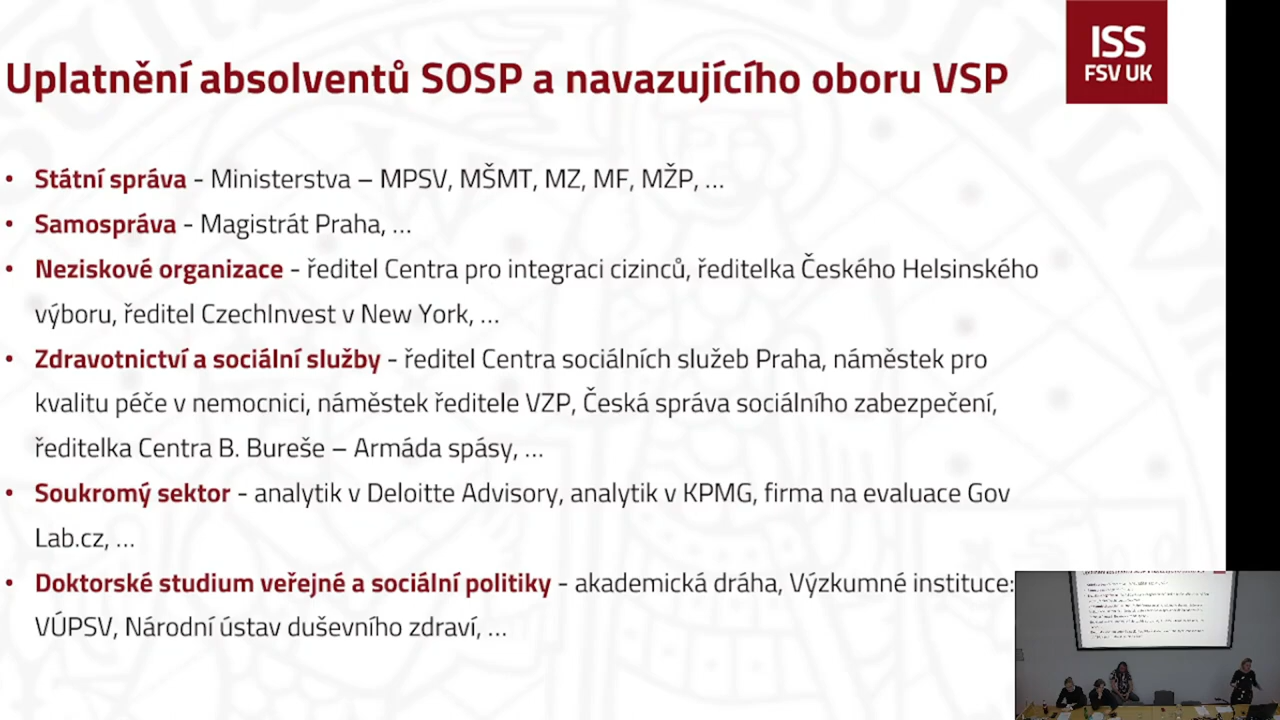 ISS
FSV UK
Uplatnění absolventů SOSP a navazujícího oboru VSP
• Státní správa - Ministerstva – MPSV, MŠMT, MZ, MF, MŽP, ...
• Samospráva - Magistrát Praha, ...
• Neziskové organizace - ředitel Centra pro integraci cizinců, ředitelka Českého Helsinského
výboru, ředitel CzechInvest v New York, ...
• Zdravotnictví a sociální služby - ředitel Centra sociálních služeb Praha, náměstek pro
kvalitu péče v nemocnici, náměstek ředitele VZP, Česká správa sociálního zabezpečení,
ředitelka Centra B. Bureše – Armáda spásy, ...
• Soukromý sektor - analytik v Deloitte Advisory, analytik v KPMG, firma na evaluace Gov
Lab.cz, ...
• Doktorské studium veřejné a sociální politiky - akademická dráha, Výzkumné instituce:
VÚPSV, Národní ústav duševního zdraví, ...